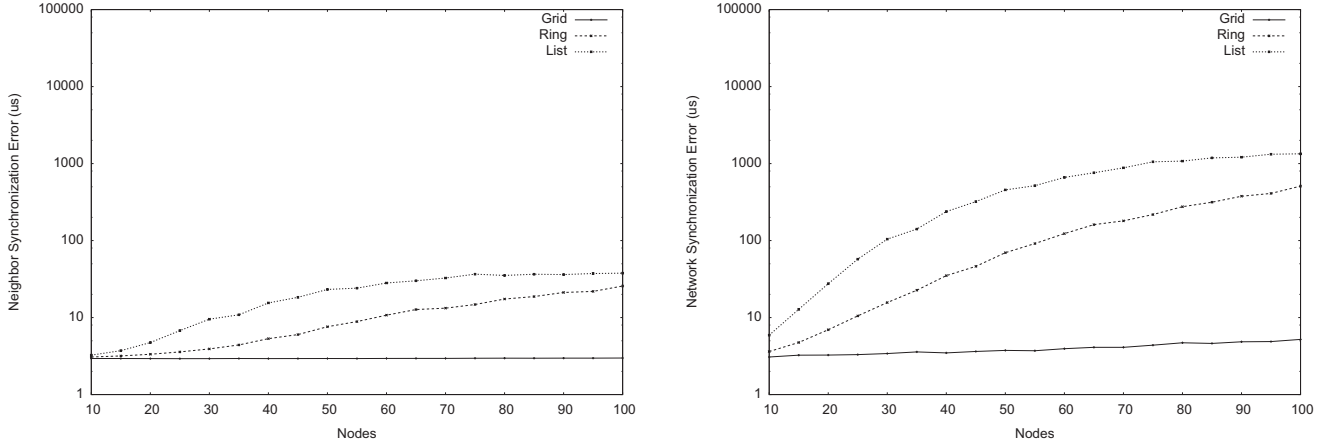 100000
10000
1000
100
10
1
Neighbor Synchronization Error (us)
10 20 30 40 50 60 70 80 90 100
Nodes
Grid
Ring
List
100000
10000
1000
100
10
1
Network Synchronization Error (us)
10 20 30 40 50 60 70 80 90 100
Nodes
Grid
Ring
List